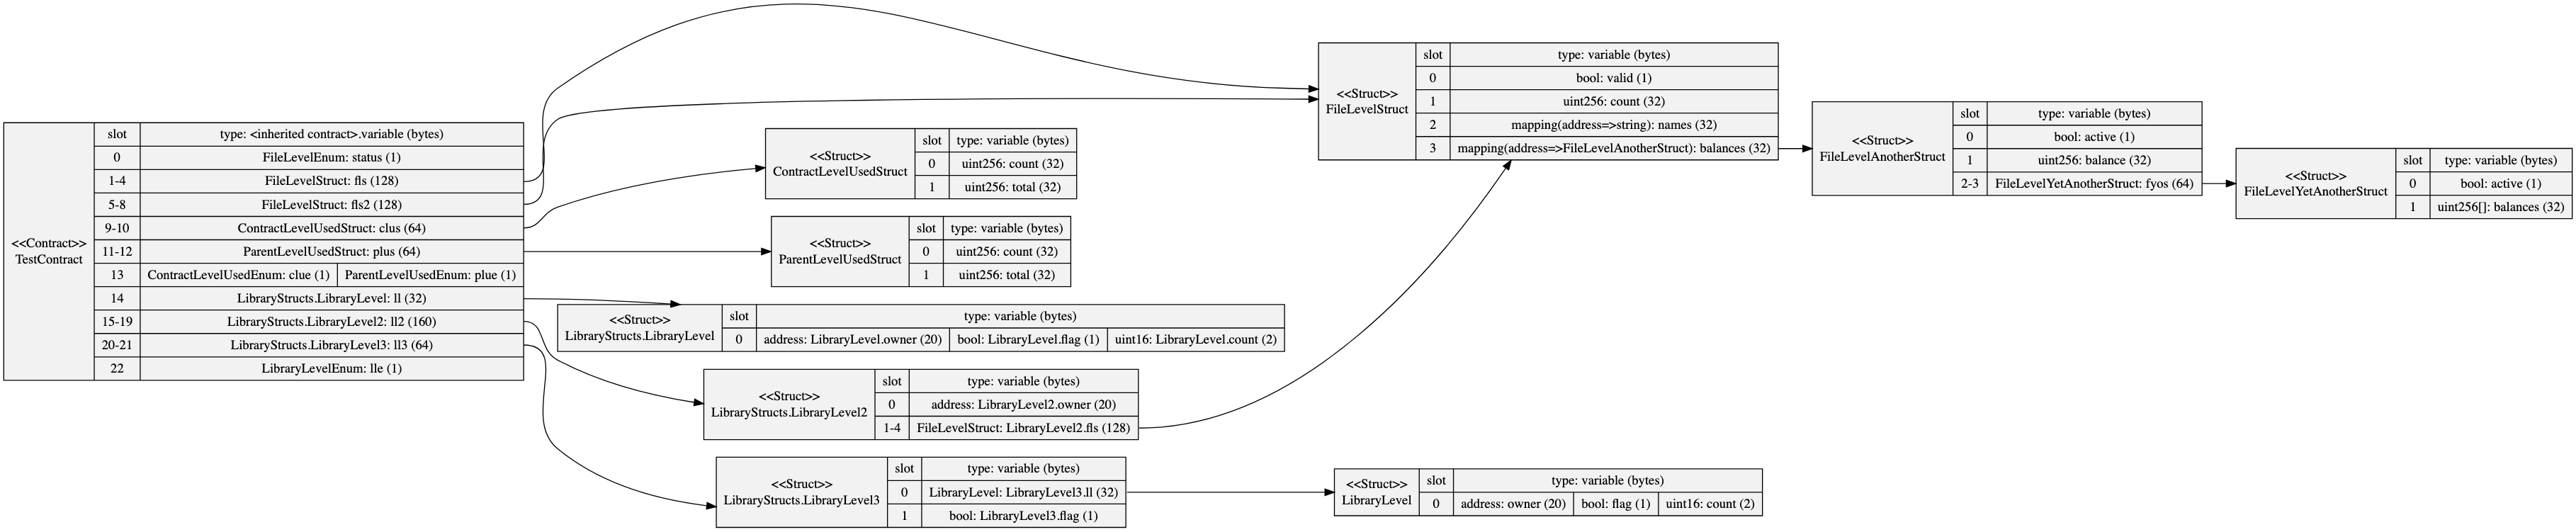 <<Contract>>
TestContract
slot type: <inherited contract>.variable (bytes)
0 FileLevelEnum: status (1)
1-4 FileLevelStruct: fls (128)
5-8 FileLevelStruct: fls2 (128)
9-10 ContractLevelUsedStruct: clus (64)
11-12 ParentLevelUsedStruct: plus (64)
13 ContractLevelUsedEnum: clue (1) ParentLevelUsedEnum: plue (1)
14 LibraryStructs.LibraryLevel: ll (32)
15-19 LibraryStructs.LibraryLevel2: ll2 (160)
20-21 LibraryStructs.LibraryLevel3: ll3 (64)
22 LibraryLevelEnum: lle (1)
<<Struct>>
ContractLevelUsedStruct
slot type: variable (bytes)
0 uint256: count (32)
1 uint256: total (32)
<<Struct>>
ParentLevelUsedStruct
slot type: variable (bytes)
0 uint256: count (32)
1 uint256: total (32)
<<Struct>>
LibraryStructs.LibraryLevel
slot type: variable (bytes)
0 address: LibraryLevel.owner (20) bool: LibraryLevel.flag (1) uint16: LibraryLevel.count (2)
<<Struct>>
LibraryStructs.LibraryLevel2
slot type: variable (bytes)
0 address: LibraryLevel2.owner (20)
1-4 FileLevelStruct: LibraryLevel2.fls (128)
<<Struct>>
LibraryStructs.LibraryLevel3
slot type: variable (bytes)
0 LibraryLevel: LibraryLevel3.ll (32)
1 bool: LibraryLevel3.flag (1)
<<Struct>>
FileLevelStruct
slot type: variable (bytes)
0 bool: valid (1)
1 uint256: count (32)
2 mapping(address=>string): names (32)
3 mapping(address=>FileLevelAnotherStruct): balances (32)
<<Struct>>
LibraryLevel
slot type: variable (bytes)
0 address: owner (20) bool: flag (1) uint16: count (2)
<<Struct>>
FileLevelAnotherStruct
slot type: variable (bytes)
0 bool: active (1)
1 uint256: balance (32)
2-3 FileLevelYetAnotherStruct: fyos (64)
<<Struct>>
FileLevelYetAnotherStruct
slot type: variable (bytes)
0 bool: active (1)
1 uint256[]: balances (32)